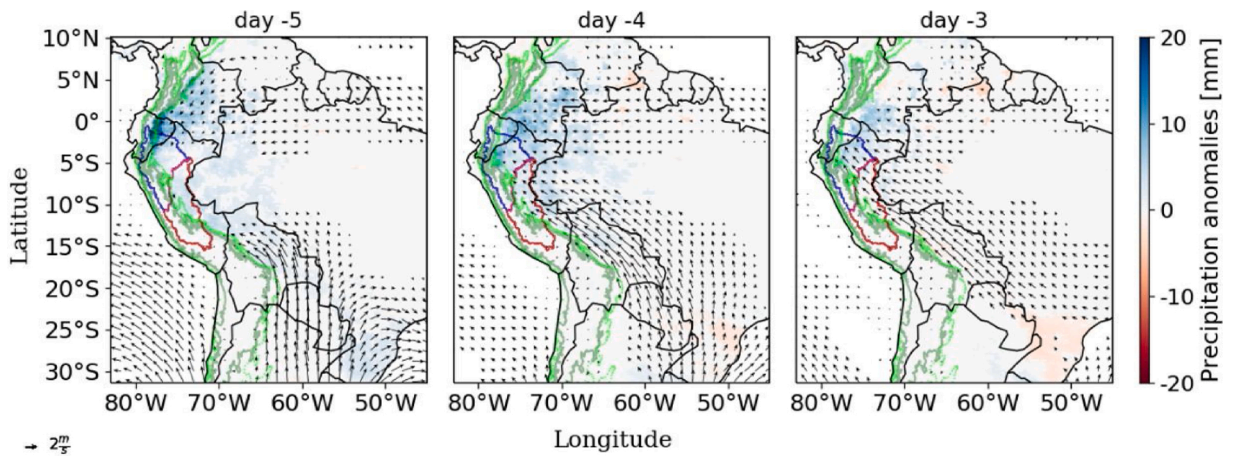 day -5 day -4 day -3
10°N
5°N
0°
5°S
10°S
15°S
20°S
25°S
30°S
Latitude
80°W 70°W 60°W 50°W 80°W 70°W 60°W 50°W 80°W 70°W 60°W 50°W
Longitude
2 m/s
20
10
0
-10
-20
Precipitation anomalies [mm]